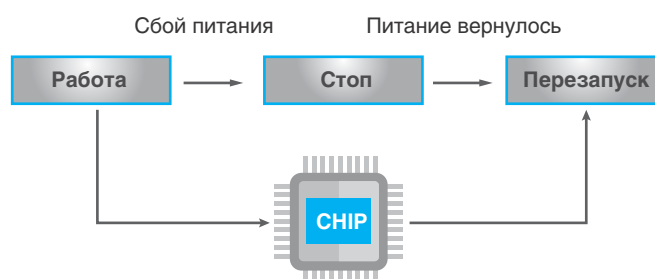 Сбой питания
Питание вернулось
Работа
Стоп
Перезапуск
CHIP